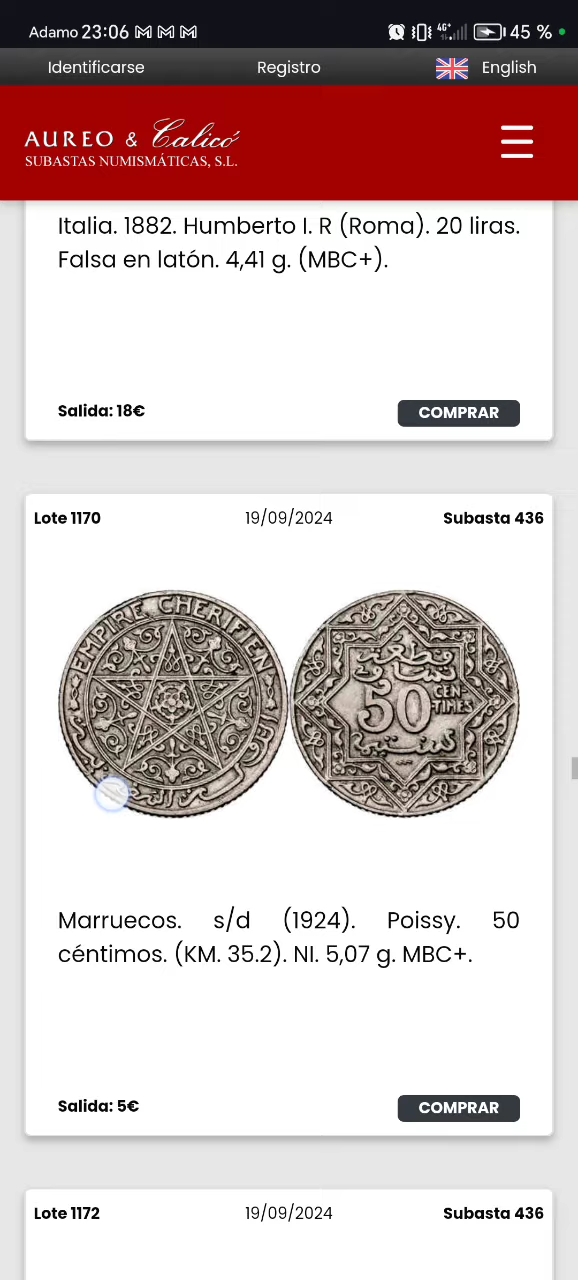 Adamo 23:06
4G+ 45 %
Identificarse Registro English
AUREO & Calicó
SUBASTAS NUMISMÁTICAS, S.L.
Italia. 1882. Humberto I. R (Roma). 20 liras.
Falsa en latón. 4,41 g. (MBC+).
Salida: 18€ COMPRAR
Lote 1170 19/09/2024 Subasta 436
EMPIRE CHERIFIEN
50 CEN-
TIMES
Marruecos. s/d (1924). Poissy. 50
céntimos. (KM. 35.2). NI. 5,07 g. MBC+.
Salida: 5€ COMPRAR
Lote 1172 19/09/2024 Subasta 436